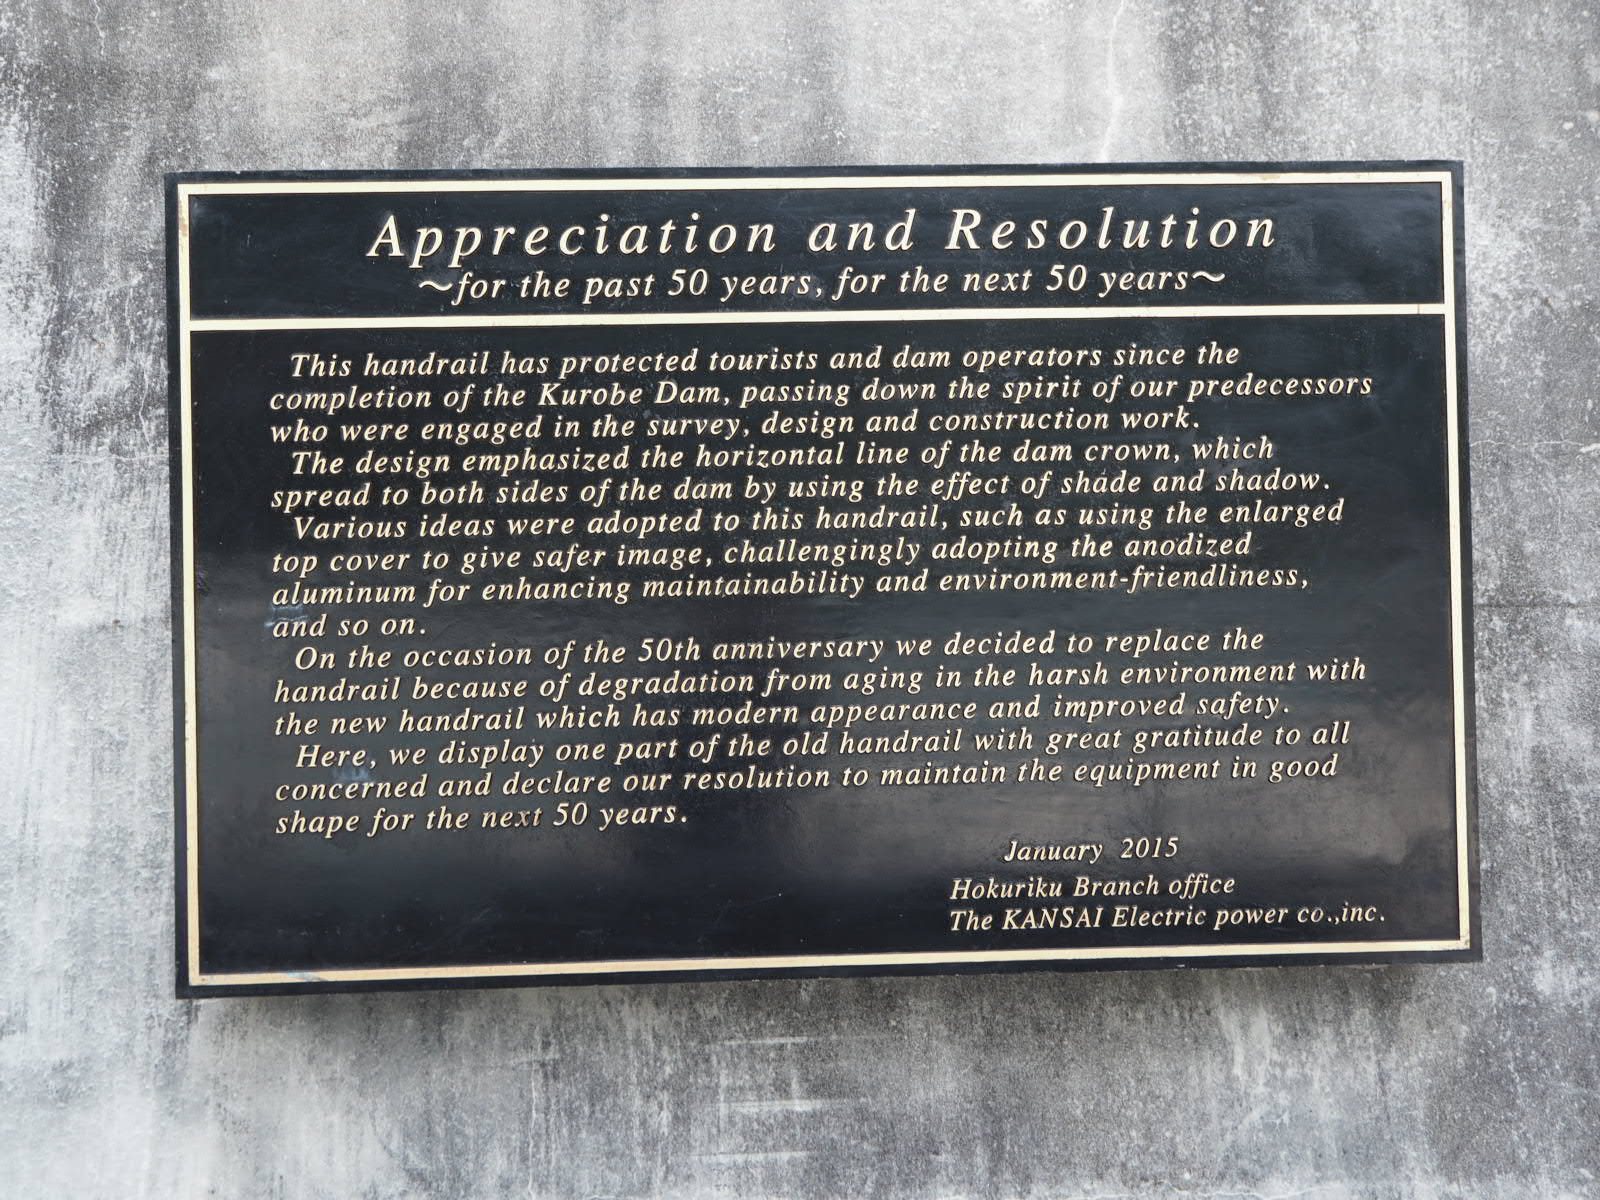 Appreciation and Resolution
~for the past 50 years, for the next 50 years~
This handrail has protected tourists and dam operators since the
completion of the Kurobe Dam, passing down the spirit of our predecessors
who were engaged in the survey, design and construction work.
The design emphasized the horizontal line of the dam crown, which
spread to both sides of the dam by using the effect of shade and shadow.
Various ideas were adopted to this handrail, such as using the enlarged
top cover to give safer image, challengingly adopting the anodized
aluminum for enhancing maintainability and environment-friendliness,
and so on.
On the occasion of the 50th anniversary we decided to replace the
handrail because of degradation from aging in the harsh environment with
the new handrail which has modern appearance and improved safety.
Here, we display one part of the old handrail with great gratitude to all
concerned and declare our resolution to maintain the equipment in good
shape for the next 50 years.
January 2015
Hokuriku Branch office
The KANSAI Electric power co.,inc.